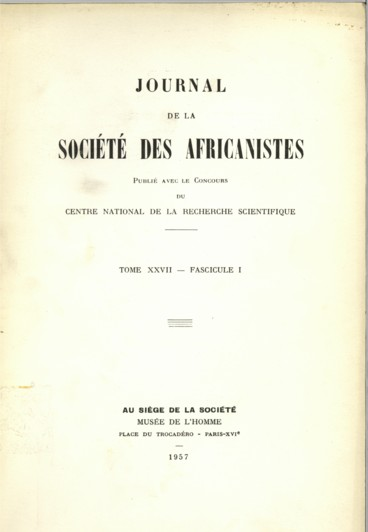 JOURNAL
DE LA
SOCIÉTÉ DES AFRICANISTES
PUBLIÉ AVEC LE CONCOURS
DU
CENTRE NATIONAL DE LA RECHERCHE SCIENTIFIQUE
TOME XXVII — FASCICULE I
AU SIÈGE DE LA SOCIÉTÉ
MUSÉE DE L'HOMME
PLACE DU TROCADÉRO - PARIS-XVIe
1957